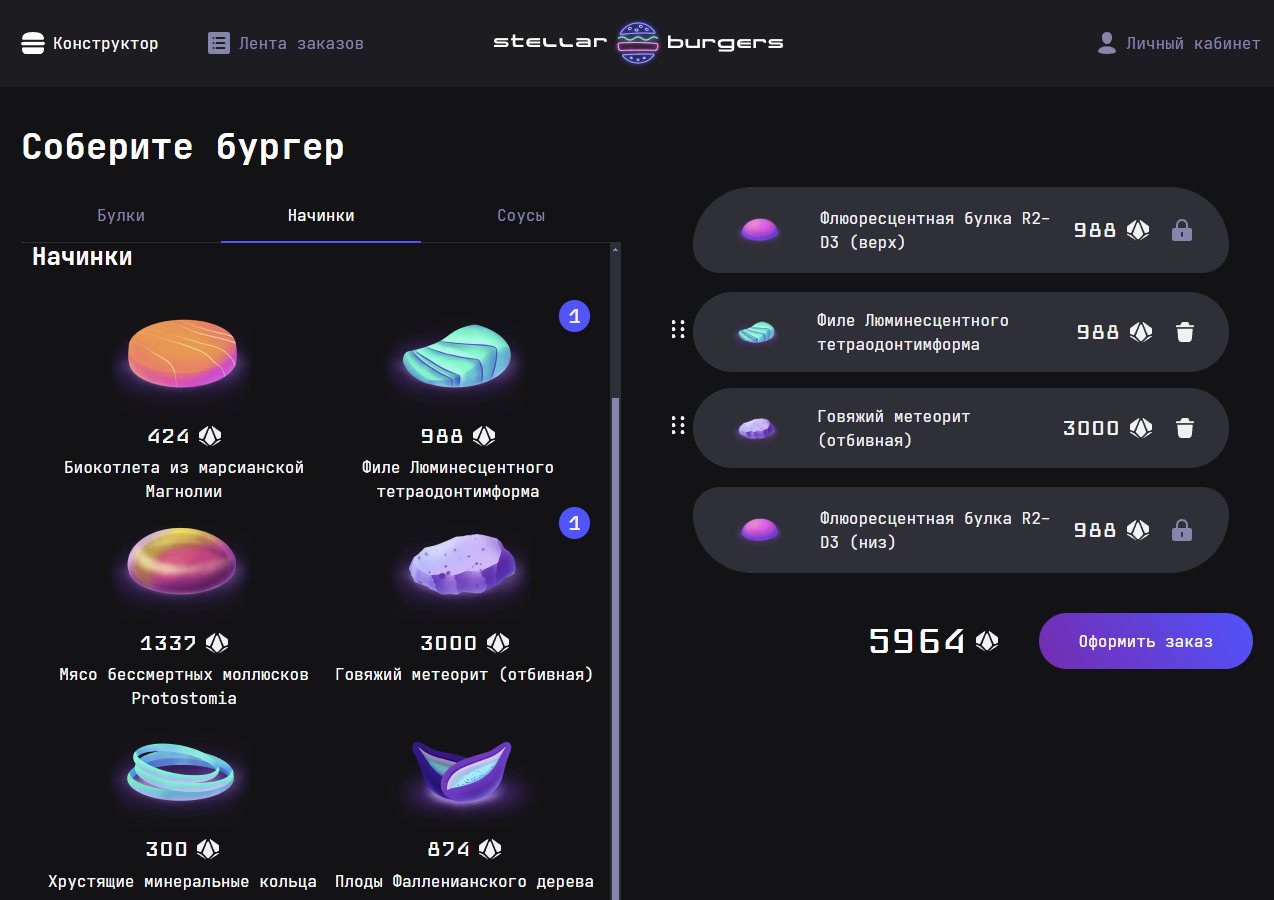 Конструктор
Лента заказов
stellar burgers
Личный кабинет
Соберите бургер
Булки
Начинки
Соусы
Начинки
1
424
988
Биокотлета из марсианской
Магнолии
Филе Люминесцентного
тетраодонтимформа
1
1337
3000
Мясо бессмертных моллюсков
Protostomia
Говяжий метеорит (отбивная)
300
874
Хрустящие минеральные кольца
Плоды Фалленианского дерева
Флюоресцентная булка R2-
D3 (верх)
988
Филе Люминесцентного
тетраодонтимформа
988
Говяжий метеорит
(отбивная)
3000
Флюоресцентная булка R2-
D3 (низ)
988
5964
Оформить заказ